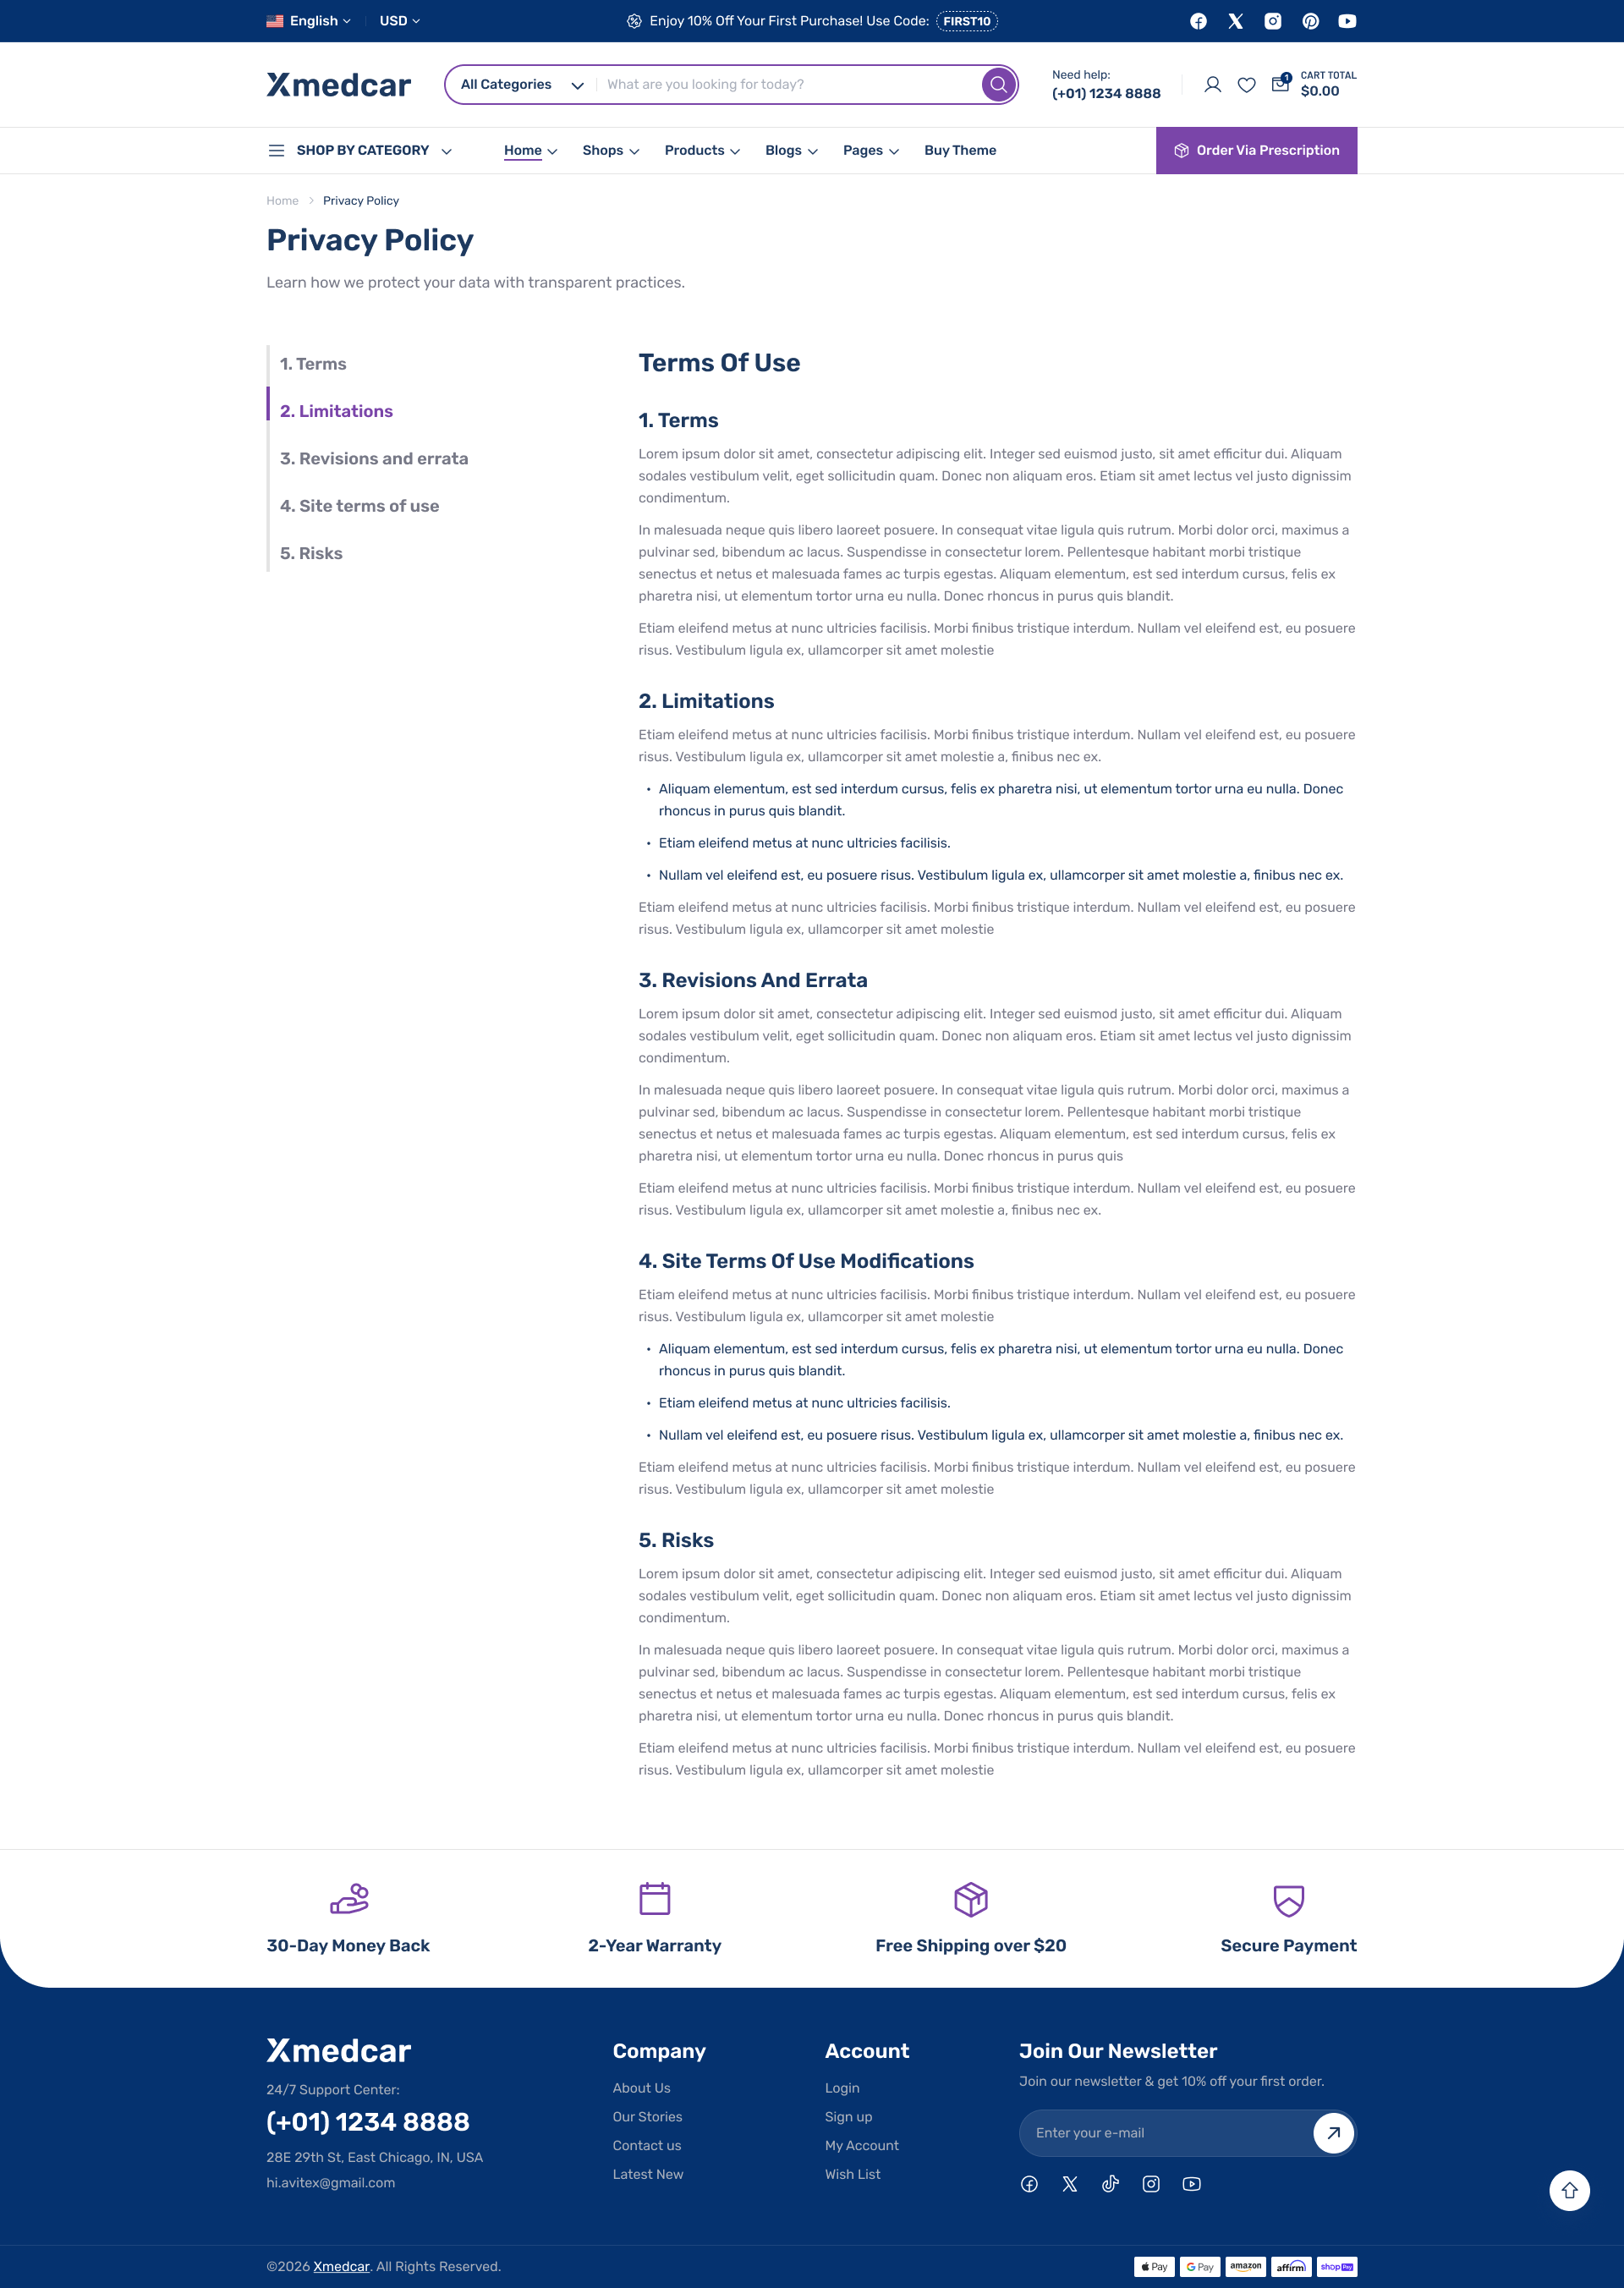 English USD Enjoy 10% Off Your First Purchase! Use Code: FIRST10
Xmedcar All Categories What are you looking for today? Need help: (+01) 1234 8888 1 CART TOTAL $0.00
SHOP BY CATEGORY Home Shops Products Blogs Pages Buy Theme Order Via Prescription
Home Privacy Policy
Privacy Policy
Learn how we protect your data with transparent practices.
1. Terms
2. Limitations
3. Revisions and errata
4. Site terms of use
5. Risks
Terms Of Use
1. Terms
Lorem ipsum dolor sit amet, consectetur adipiscing elit. Integer sed euismod justo, sit amet efficitur dui. Aliquam
sodales vestibulum velit, eget sollicitudin quam. Donec non aliquam eros. Etiam sit amet lectus vel justo dignissim
condimentum.
In malesuada neque quis libero laoreet posuere. In consequat vitae ligula quis rutrum. Morbi dolor orci, maximus a
pulvinar sed, bibendum ac lacus. Suspendisse in consectetur lorem. Pellentesque habitant morbi tristique
senectus et netus et malesuada fames ac turpis egestas. Aliquam elementum, est sed interdum cursus, felis ex
pharetra nisi, ut elementum tortor urna eu nulla. Donec rhoncus in purus quis blandit.
Etiam eleifend metus at nunc ultricies facilisis. Morbi finibus tristique interdum. Nullam vel eleifend est, eu posuere
risus. Vestibulum ligula ex, ullamcorper sit amet molestie
2. Limitations
Etiam eleifend metus at nunc ultricies facilisis. Morbi finibus tristique interdum. Nullam vel eleifend est, eu posuere
risus. Vestibulum ligula ex, ullamcorper sit amet molestie a, finibus nec ex.
• Aliquam elementum, est sed interdum cursus, felis ex pharetra nisi, ut elementum tortor urna eu nulla. Donec
rhoncus in purus quis blandit.
• Etiam eleifend metus at nunc ultricies facilisis.
• Nullam vel eleifend est, eu posuere risus. Vestibulum ligula ex, ullamcorper sit amet molestie a, finibus nec ex.
Etiam eleifend metus at nunc ultricies facilisis. Morbi finibus tristique interdum. Nullam vel eleifend est, eu posuere
risus. Vestibulum ligula ex, ullamcorper sit amet molestie
3. Revisions And Errata
Lorem ipsum dolor sit amet, consectetur adipiscing elit. Integer sed euismod justo, sit amet efficitur dui. Aliquam
sodales vestibulum velit, eget sollicitudin quam. Donec non aliquam eros. Etiam sit amet lectus vel justo dignissim
condimentum.
In malesuada neque quis libero laoreet posuere. In consequat vitae ligula quis rutrum. Morbi dolor orci, maximus a
pulvinar sed, bibendum ac lacus. Suspendisse in consectetur lorem. Pellentesque habitant morbi tristique
senectus et netus et malesuada fames ac turpis egestas. Aliquam elementum, est sed interdum cursus, felis ex
pharetra nisi, ut elementum tortor urna eu nulla. Donec rhoncus in purus quis
Etiam eleifend metus at nunc ultricies facilisis. Morbi finibus tristique interdum. Nullam vel eleifend est, eu posuere
risus. Vestibulum ligula ex, ullamcorper sit amet molestie a, finibus nec ex.
4. Site Terms Of Use Modifications
Etiam eleifend metus at nunc ultricies facilisis. Morbi finibus tristique interdum. Nullam vel eleifend est, eu posuere
risus. Vestibulum ligula ex, ullamcorper sit amet molestie
• Aliquam elementum, est sed interdum cursus, felis ex pharetra nisi, ut elementum tortor urna eu nulla. Donec
rhoncus in purus quis blandit.
• Etiam eleifend metus at nunc ultricies facilisis.
• Nullam vel eleifend est, eu posuere risus. Vestibulum ligula ex, ullamcorper sit amet molestie a, finibus nec ex.
Etiam eleifend metus at nunc ultricies facilisis. Morbi finibus tristique interdum. Nullam vel eleifend est, eu posuere
risus. Vestibulum ligula ex, ullamcorper sit amet molestie
5. Risks
Lorem ipsum dolor sit amet, consectetur adipiscing elit. Integer sed euismod justo, sit amet efficitur dui. Aliquam
sodales vestibulum velit, eget sollicitudin quam. Donec non aliquam eros. Etiam sit amet lectus vel justo dignissim
condimentum.
In malesuada neque quis libero laoreet posuere. In consequat vitae ligula quis rutrum. Morbi dolor orci, maximus a
pulvinar sed, bibendum ac lacus. Suspendisse in consectetur lorem. Pellentesque habitant morbi tristique
senectus et netus et malesuada fames ac turpis egestas. Aliquam elementum, est sed interdum cursus, felis ex
pharetra nisi, ut elementum tortor urna eu nulla. Donec rhoncus in purus quis blandit.
Etiam eleifend metus at nunc ultricies facilisis. Morbi finibus tristique interdum. Nullam vel eleifend est, eu posuere
risus. Vestibulum ligula ex, ullamcorper sit amet molestie
30-Day Money Back 2-Year Warranty Free Shipping over $20 Secure Payment
Xmedcar
24/7 Support Center:
(+01) 1234 8888
28E 29th St, East Chicago, IN, USA
hi.avitex@gmail.com
Company
About Us
Our Stories
Contact us
Latest New
Account
Login
Sign up
My Account
Wish List
Join Our Newsletter
Join our newsletter & get 10% off your first order.
Enter your e-mail
©2026 Xmedcar. All Rights Reserved. Pay G Pay amazon affirm shop Pay